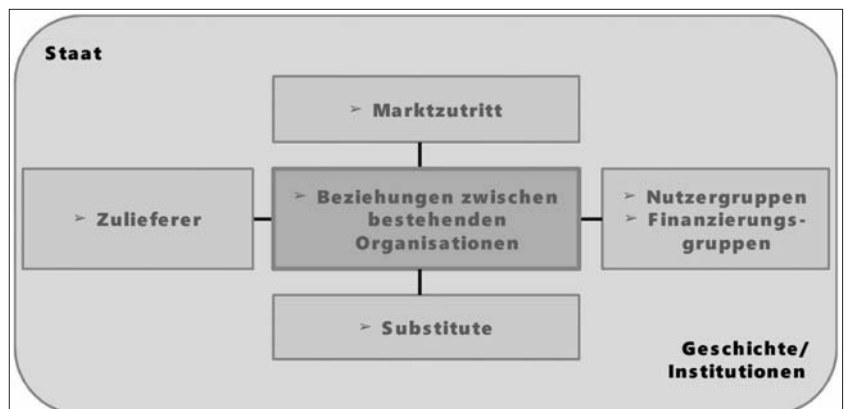 Staat
➢ Marktzutritt
➢ Zulieferer
➢ Beziehungen zwischen
bestehenden
Organisationen
➢ Nutzergruppen
➢ Finanzierungs-
gruppen
➢ Substitute
Geschichte/
Institutionen